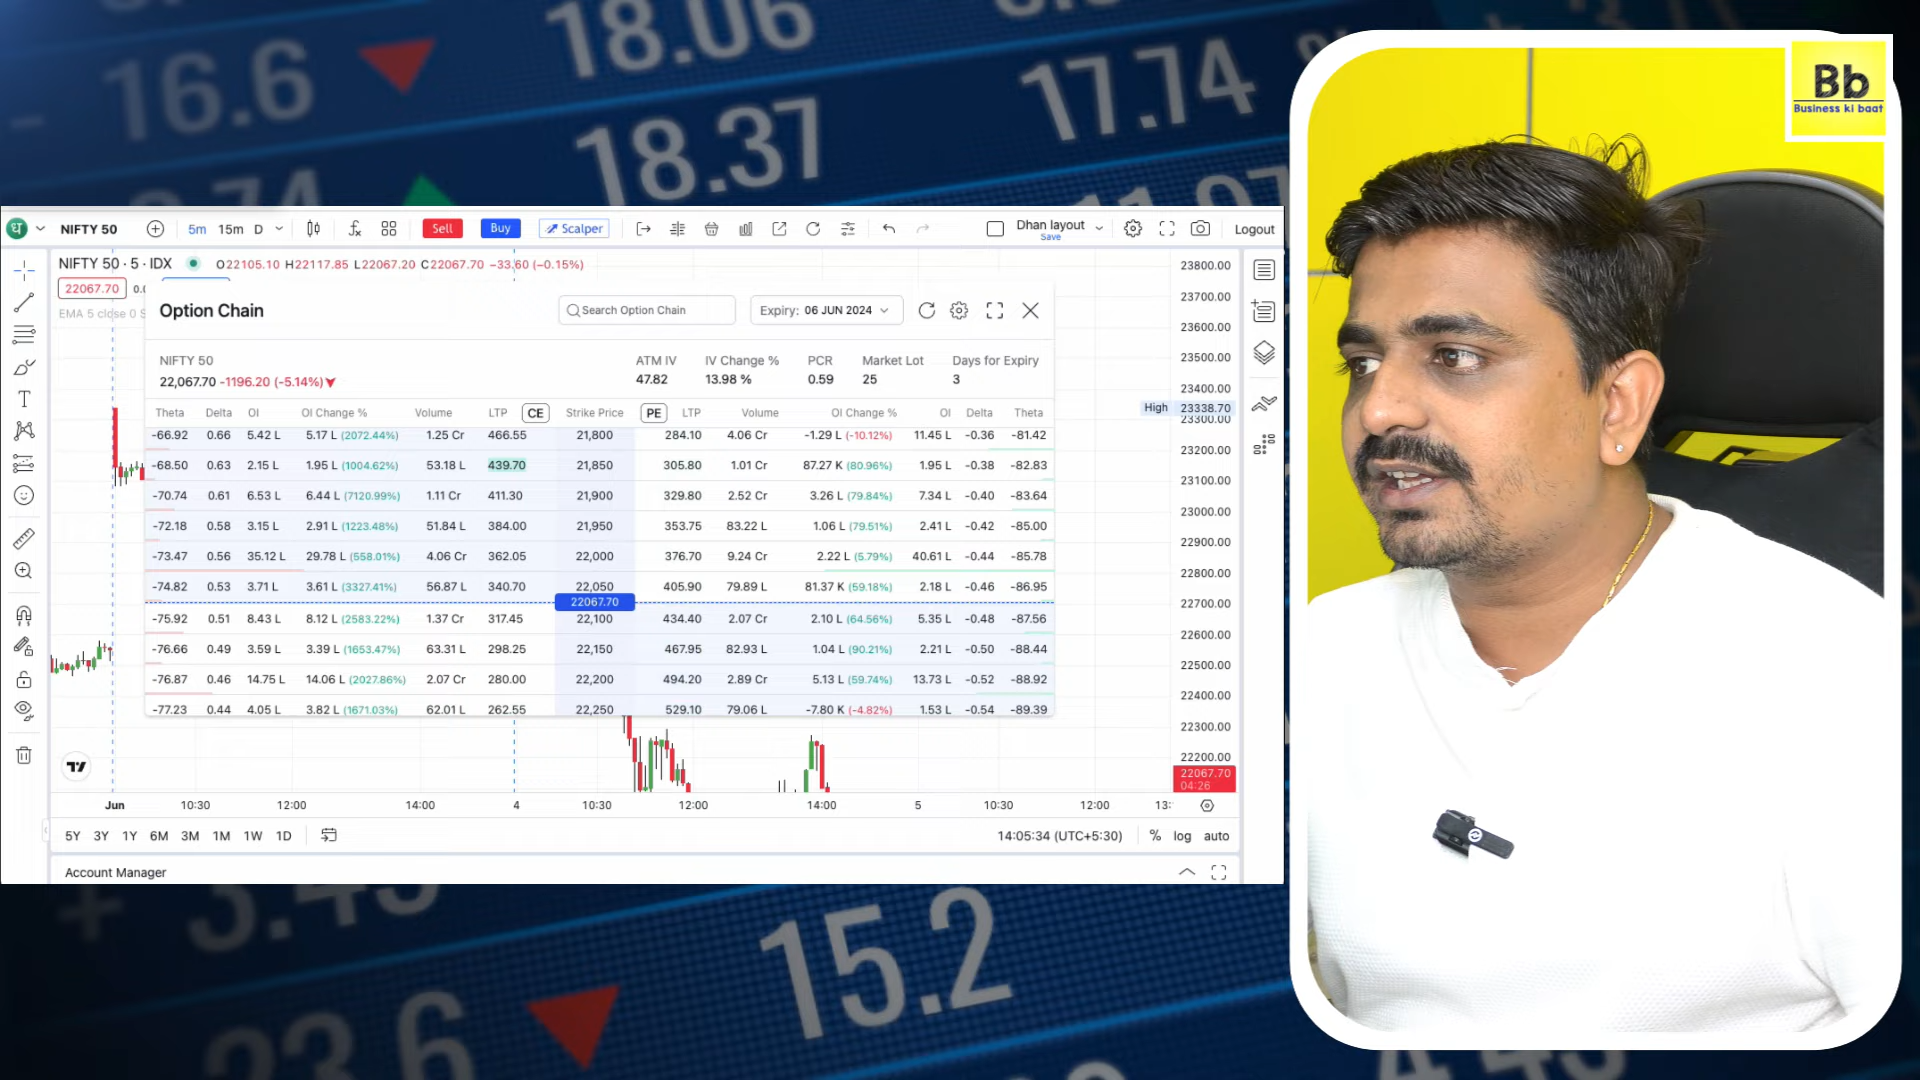 16.6
18.06
17.74
18.37
Bb
Business ki baat
NIFTY 50
5m 15m D
Sell
Buy
Scalper
Dhan layout
Save
Logout
NIFTY 50 · 5 · IDX
O22105.10 H22117.85 L22067.20 C22067.70 −33.60 (−0.15%)
22067.70
EMA 5 close 0
Option Chain
Search Option Chain
Expiry: 06 JUN 2024
NIFTY 50
22,067.70 -1196.20 (-5.14%)
ATM IV IV Change % PCR Market Lot Days for Expiry
47.82 13.98 % 0.59 25 3
Theta Delta OI OI Change % Volume LTP CE Strike Price PE LTP Volume OI Change % OI Delta Theta
-66.92 0.66 5.42 L 5.17 L (2072.44%) 1.25 Cr 466.55 21,800 284.10 4.06 Cr -1.29 L (-10.12%) 11.45 L -0.36 -81.42
-68.50 0.63 2.15 L 1.95 L (1004.62%) 53.18 L 439.70 21,850 305.80 1.01 Cr 87.27 K (80.96%) 1.95 L -0.38 -82.83
-70.74 0.61 6.53 L 6.44 L (7120.99%) 1.11 Cr 411.30 21,900 329.80 2.52 Cr 3.26 L (79.84%) 7.34 L -0.40 -83.64
-72.18 0.58 3.15 L 2.91 L (1223.48%) 51.84 L 384.00 21,950 353.75 83.22 L 1.06 L (79.51%) 2.41 L -0.42 -85.00
-73.47 0.56 35.12 L 29.78 L (558.01%) 4.06 Cr 362.05 22,000 376.70 9.24 Cr 2.22 L (5.79%) 40.61 L -0.44 -85.78
-74.82 0.53 3.71 L 3.61 L (3327.41%) 56.87 L 340.70 22,050 405.90 79.89 L 81.37 K (59.18%) 2.18 L -0.46 -86.95
22067.70
-75.92 0.51 8.43 L 8.12 L (2583.22%) 1.37 Cr 317.45 22,100 434.40 2.07 Cr 2.10 L (64.56%) 5.35 L -0.48 -87.56
-76.66 0.49 3.59 L 3.39 L (1653.47%) 63.31 L 298.25 22,150 467.95 82.93 L 1.04 L (90.21%) 2.21 L -0.50 -88.44
-76.87 0.46 14.75 L 14.06 L (2027.86%) 2.07 Cr 280.00 22,200 494.20 2.89 Cr 5.13 L (59.74%) 13.73 L -0.52 -88.92
-77.23 0.44 4.05 L 3.82 L (1671.03%) 62.01 L 262.55 22,250 529.10 79.06 L -7.80 K (-4.82%) 1.53 L -0.54 -89.39
23800.00
23700.00
23600.00
23500.00
23400.00
High 23338.70
23300.00
23200.00
23100.00
23000.00
22900.00
22800.00
22700.00
22600.00
22500.00
22400.00
22300.00
22200.00
22067.70
04:26
Jun 10:30 12:00 14:00 4 10:30 12:00 14:00 5 10:30 12:00 13:
5Y 3Y 1Y 6M 3M 1M 1W 1D
14:05:34 (UTC+5:30) % log auto
Account Manager
15.2
23.6